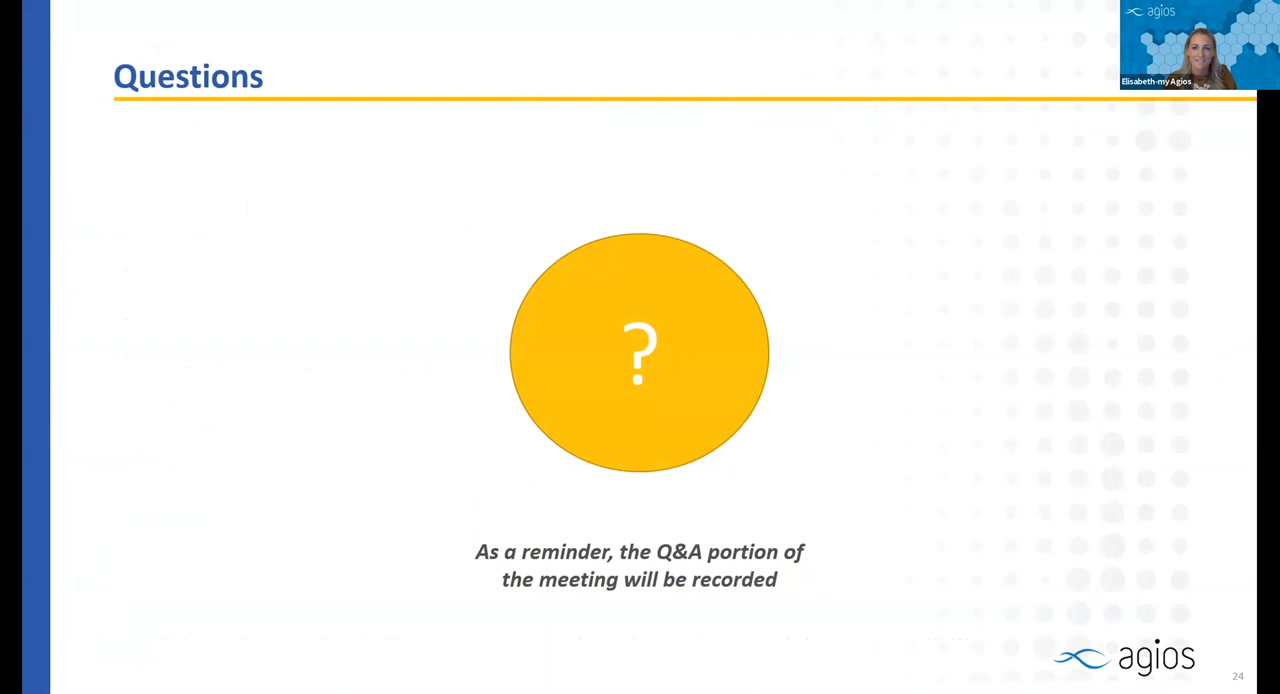 agios
Elisabeth-my Agios
Questions
?
As a reminder, the Q&A portion of
the meeting will be recorded
agios
24